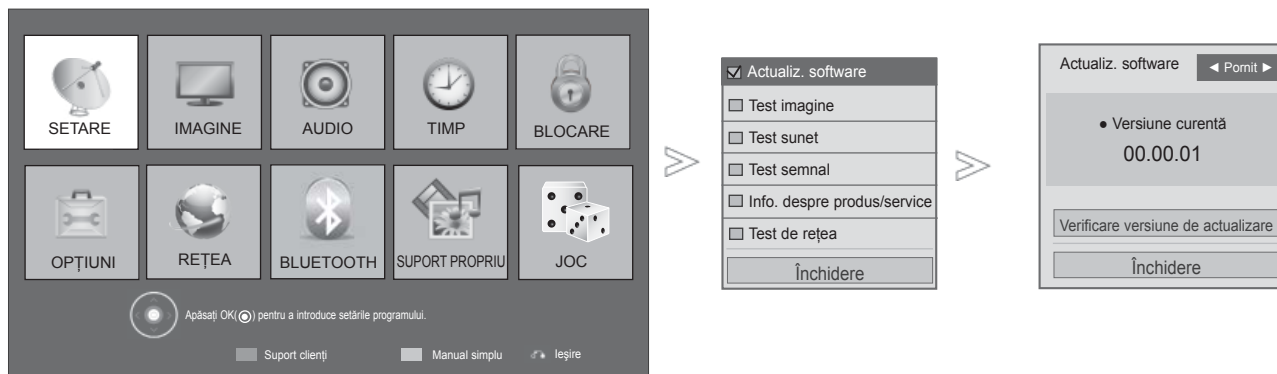 SETARE
IMAGINE
AUDIO
TIMP
BLOCARE
OPȚIUNI
REȚEA
BLUETOOTH
SUPORT PROPRIU
JOC
Apăsați OK(◉) pentru a introduce setările programului.
Suport clienți
Manual simplu
Ieşire
Actualiz. software
Test imagine
Test sunet
Test semnal
Info. despre produs/service
Test de rețea
Închidere
Actualiz. software ◄ Pornit ►
● Versiune curentă
00.00.01
Verificare versiune de actualizare
Închidere